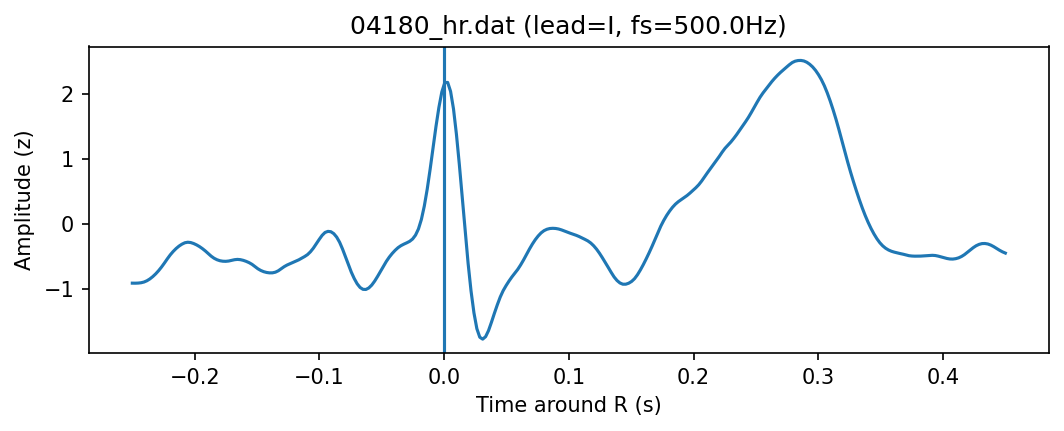 04180_hr.dat (lead=I, fs=500.0Hz)
Amplitude (z)
2
1
0
−1
−0.2 −0.1 0.0 0.1 0.2 0.3 0.4
Time around R (s)